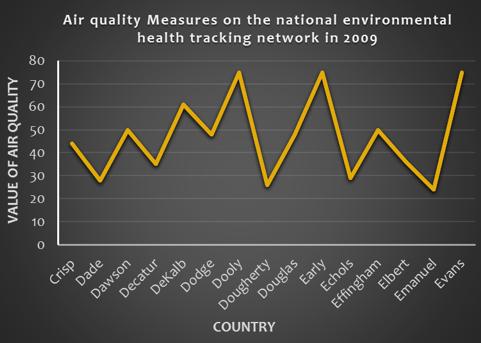 Air quality Measures on the national environmental
health tracking network in 2009
VALUE OF AIR QUALITY
80
70
60
50
40
30
20
10
0
Crisp
Dade
Dawson
Decatur
DeKalb
Dodge
Dooly
Dougherty
Douglas
Early
Echols
Effingham
Elbert
Emanuel
Evans
COUNTRY